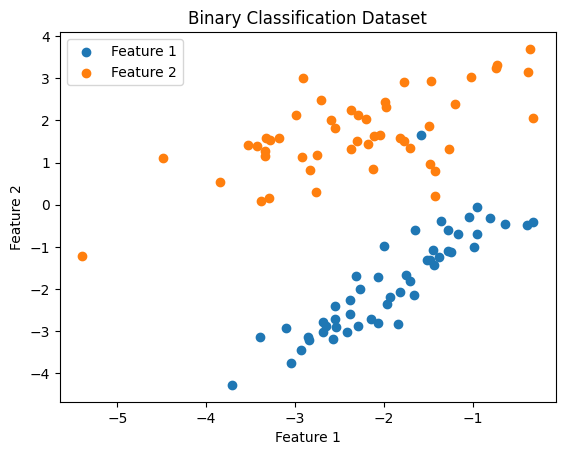 Binary Classification Dataset
Feature 1
Feature 2
4
3
2
1
0
−1
−2
−3
−4
Feature 2
−5
−4
−3
−2
−1
Feature 1